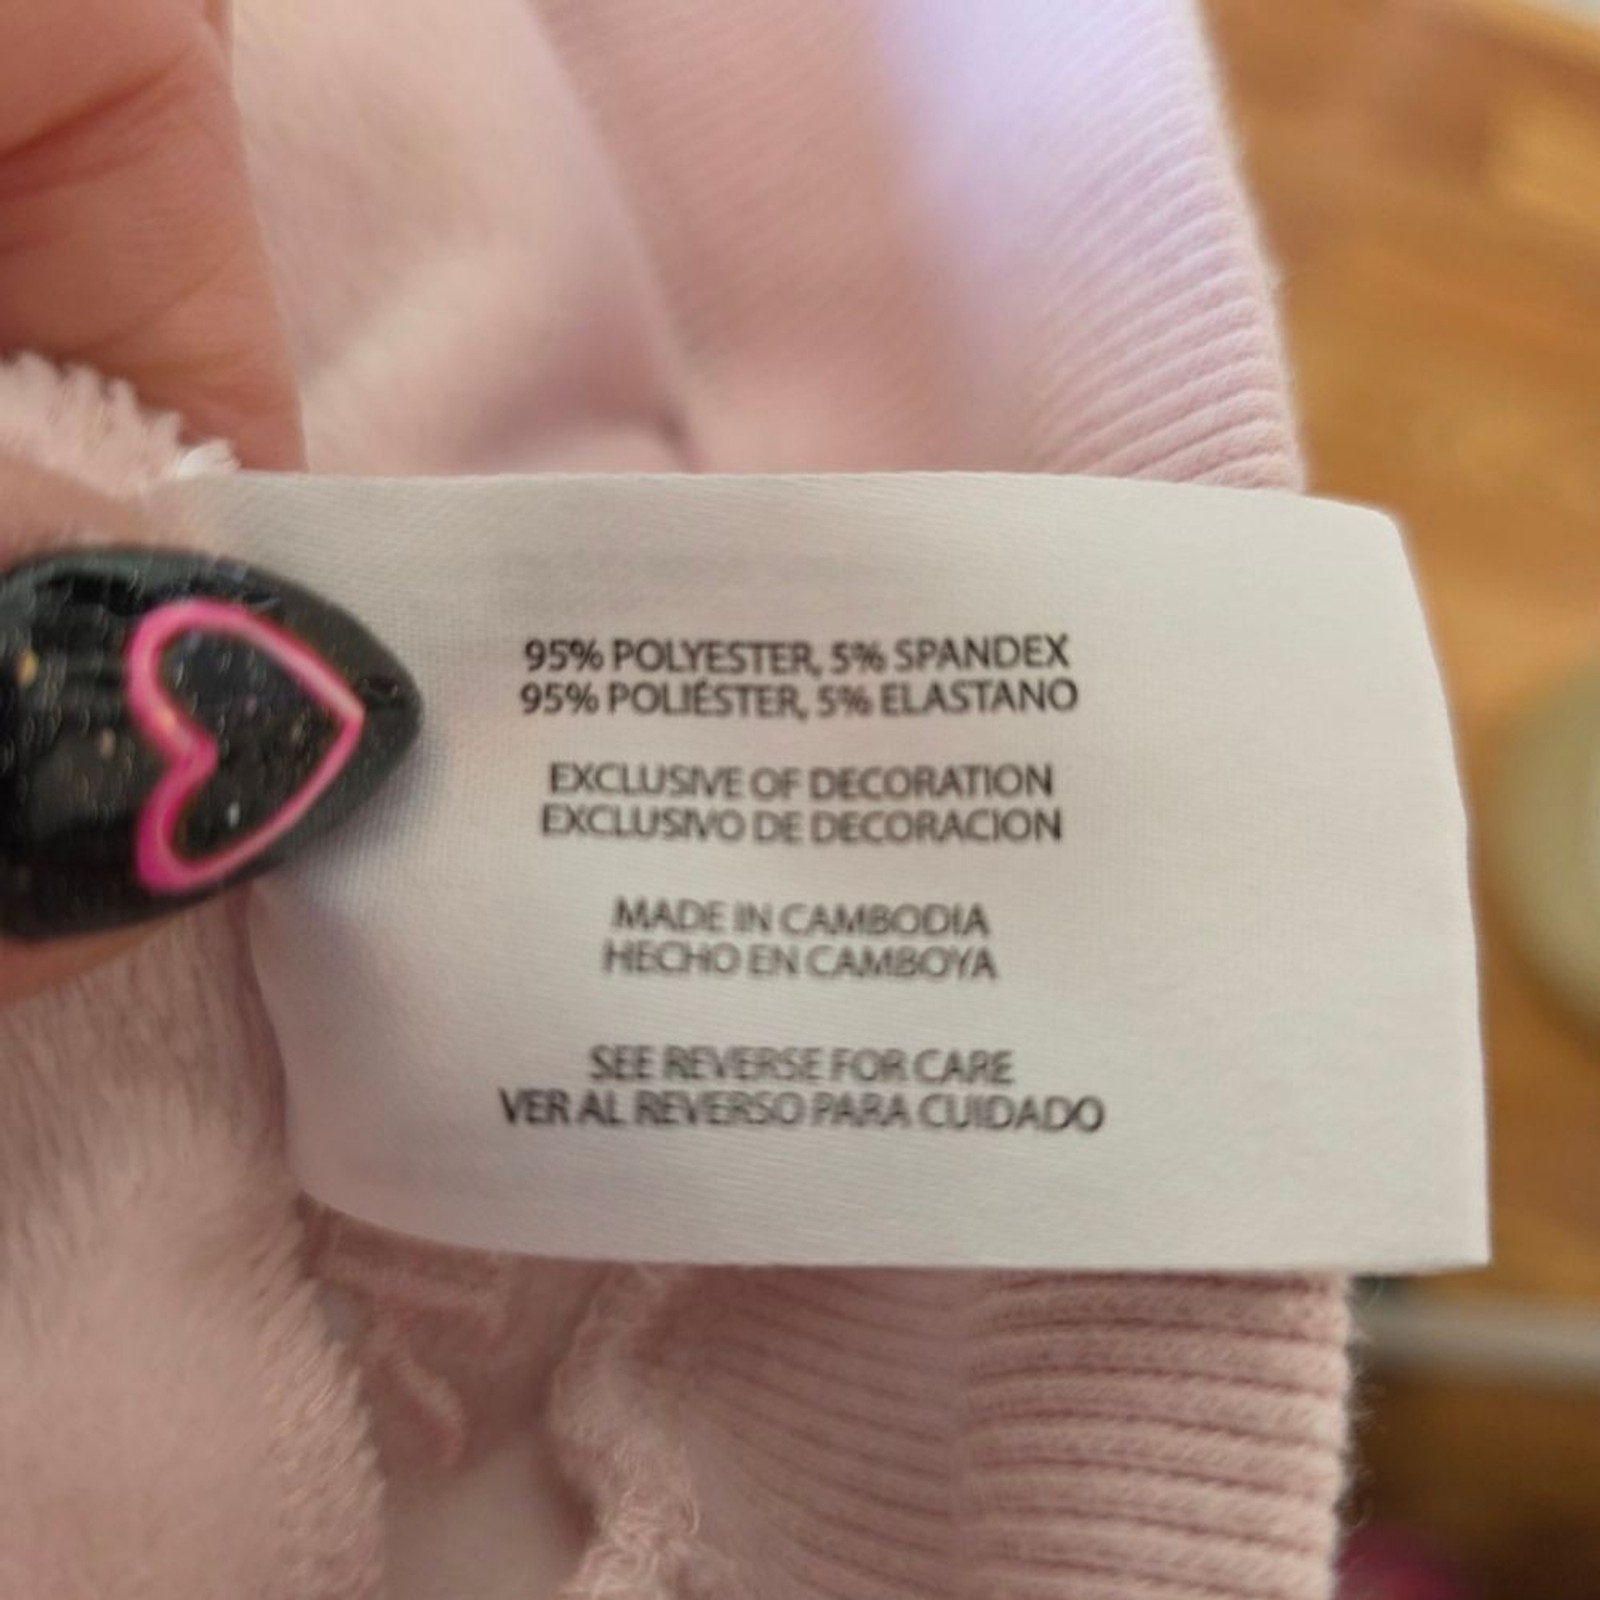 95% POLYESTER, 5% SPANDEX
95% POLIÉSTER, 5% ELASTANO
EXCLUSIVE OF DECORATION
EXCLUSIVO DE DECORACION
MADE IN CAMBODIA
HECHO EN CAMBOYA
SEE REVERSE FOR CARE
VER AL REVERSO PARA CUIDADO